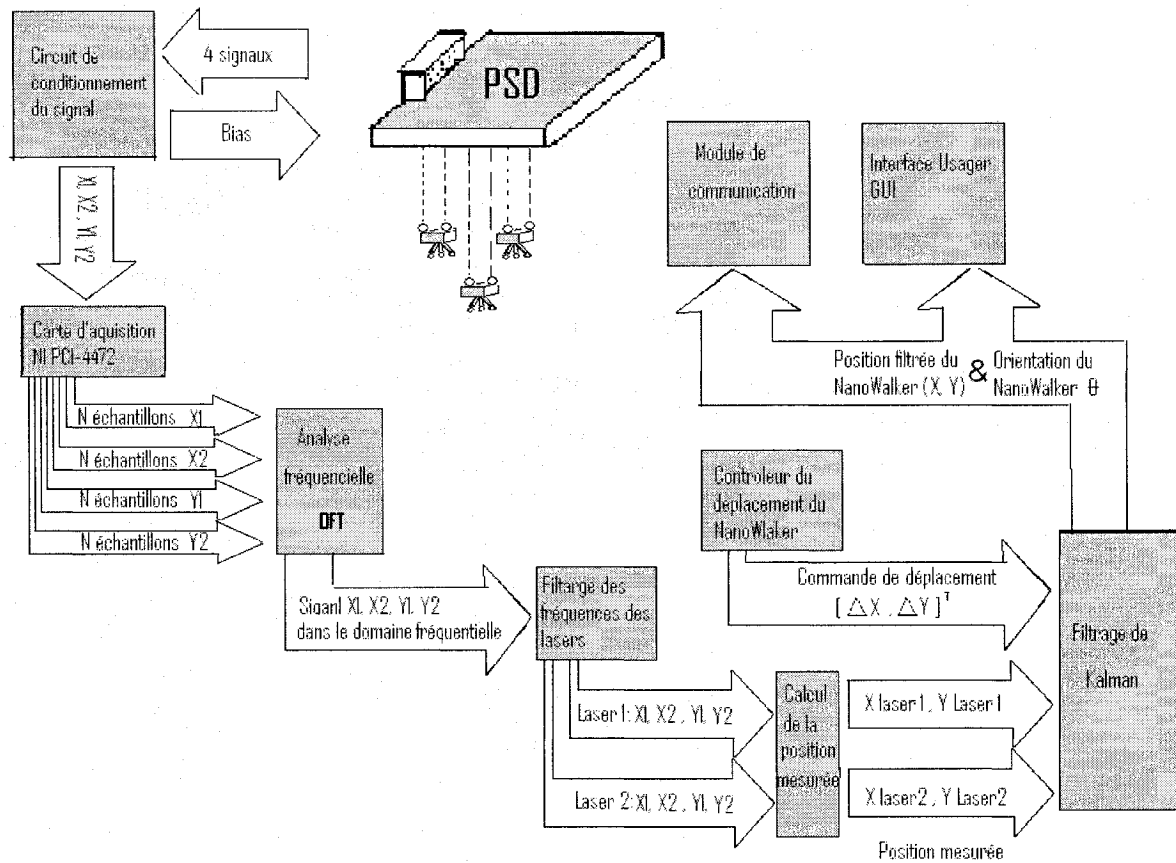 Circuit de
conditionnement
du signal
4 signaux
Bias
PSD
X1, X2, Y1, Y2
Module de
communication
Interface Usager
GUI
Carte d'aquisition
NI PCI-4472
N échantillons X1
N échantillons X2
N échantillons Y1
N échantillons Y2
Analyse
fréquencielle
DFT
Position filtrée du
NanoWalker (X, Y)
&
Orientation du
NanoWalker θ
Controleur du
déplacement du
NanoWlaker
Commande de déplacement
[ △X , △Y ]ᵀ
Siganl X1, X2, Y1, Y2
dans le domaine fréquentielle
Filtarge des
fréquences des
lasers
Filtrage de
Kalman
Laser 1: X1, X2 , Y1, Y2
Laser 2: X1, X2 , Y1, Y2
Calcul
de la
position
mesurée
X laser1 , Y Laser1
X laser2 , Y Laser2
Position mesurée